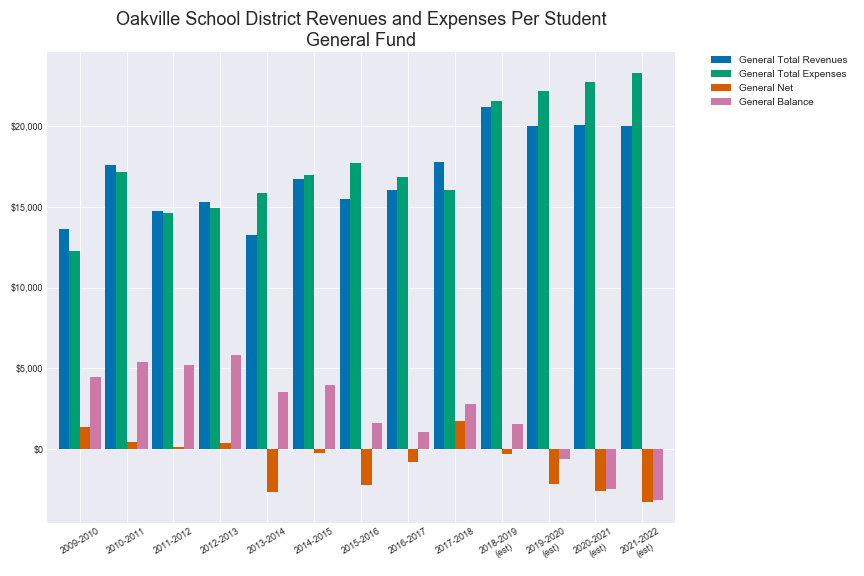 Oakville School District Revenues and Expenses Per Student
General Fund
General Total Revenues
General Total Expenses
General Net
General Balance
$20,000
$15,000
$10,000
$5,000
$0
2009-2010
2010-2011
2011-2012
2012-2013
2013-2014
2014-2015
2015-2016
2016-2017
2017-2018
2018-2019
(est)
2019-2020
(est)
2020-2021
(est)
2021-2022
(est)